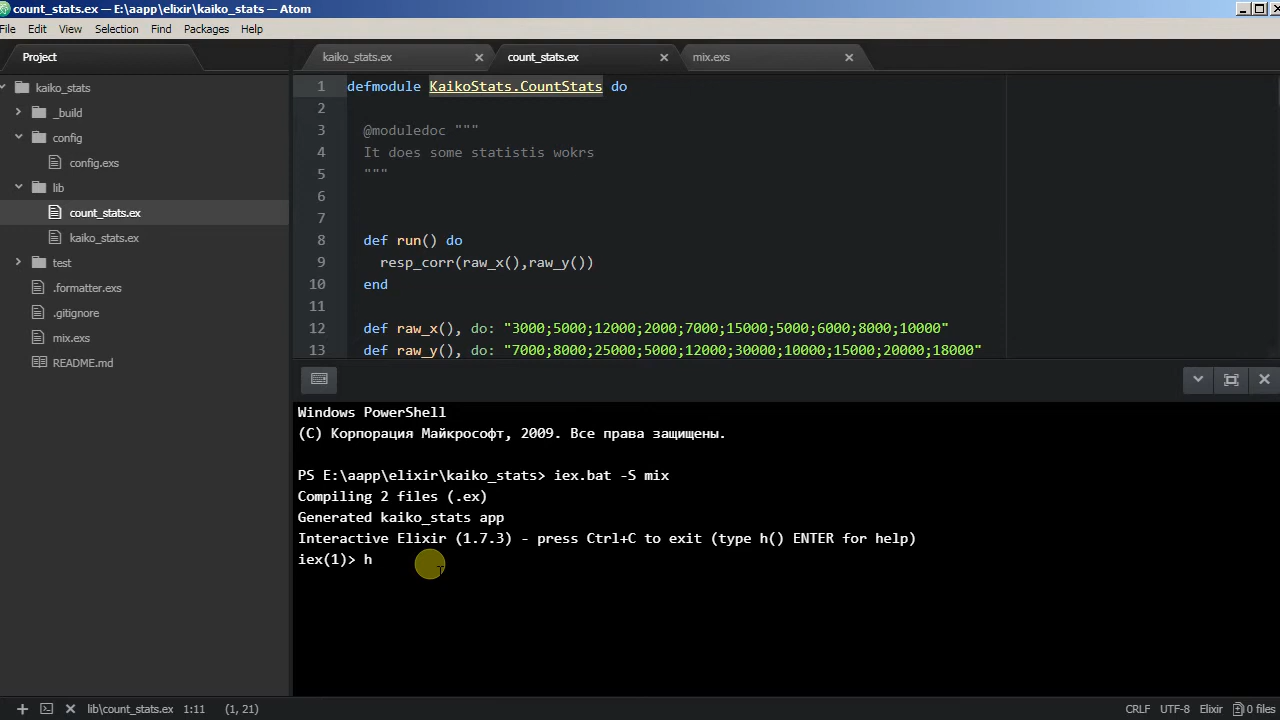 count_stats.ex — E:\aapp\elixir\kaiko_stats — Atom
File Edit View Selection Find Packages Help
Project
kaiko_stats.ex count_stats.ex mix.exs
kaiko_stats
_build
config
config.exs
lib
count_stats.ex
kaiko_stats.ex
test
.formatter.exs
.gitignore
mix.exs
README.md
1 defmodule KaikoStats.CountStats do
2
3 @moduledoc """
4 It does some statistis wokrs
5 """
6
7
8 def run() do
9 resp_corr(raw_x(),raw_y())
10 end
11
12 def raw_x(), do: "3000;5000;12000;2000;7000;15000;5000;6000;8000;10000"
13 def raw_y(), do: "7000;8000;25000;5000;12000;30000;10000;15000;20000;18000"
Windows PowerShell
(C) Корпорация Майкрософт, 2009. Все права защищены.
PS E:\aapp\elixir\kaiko_stats> iex.bat -S mix
Compiling 2 files (.ex)
Generated kaiko_stats app
Interactive Elixir (1.7.3) - press Ctrl+C to exit (type h() ENTER for help)
iex(1)> h
lib\count_stats.ex 1:11 (1, 21) CRLF UTF-8 Elixir 0 files